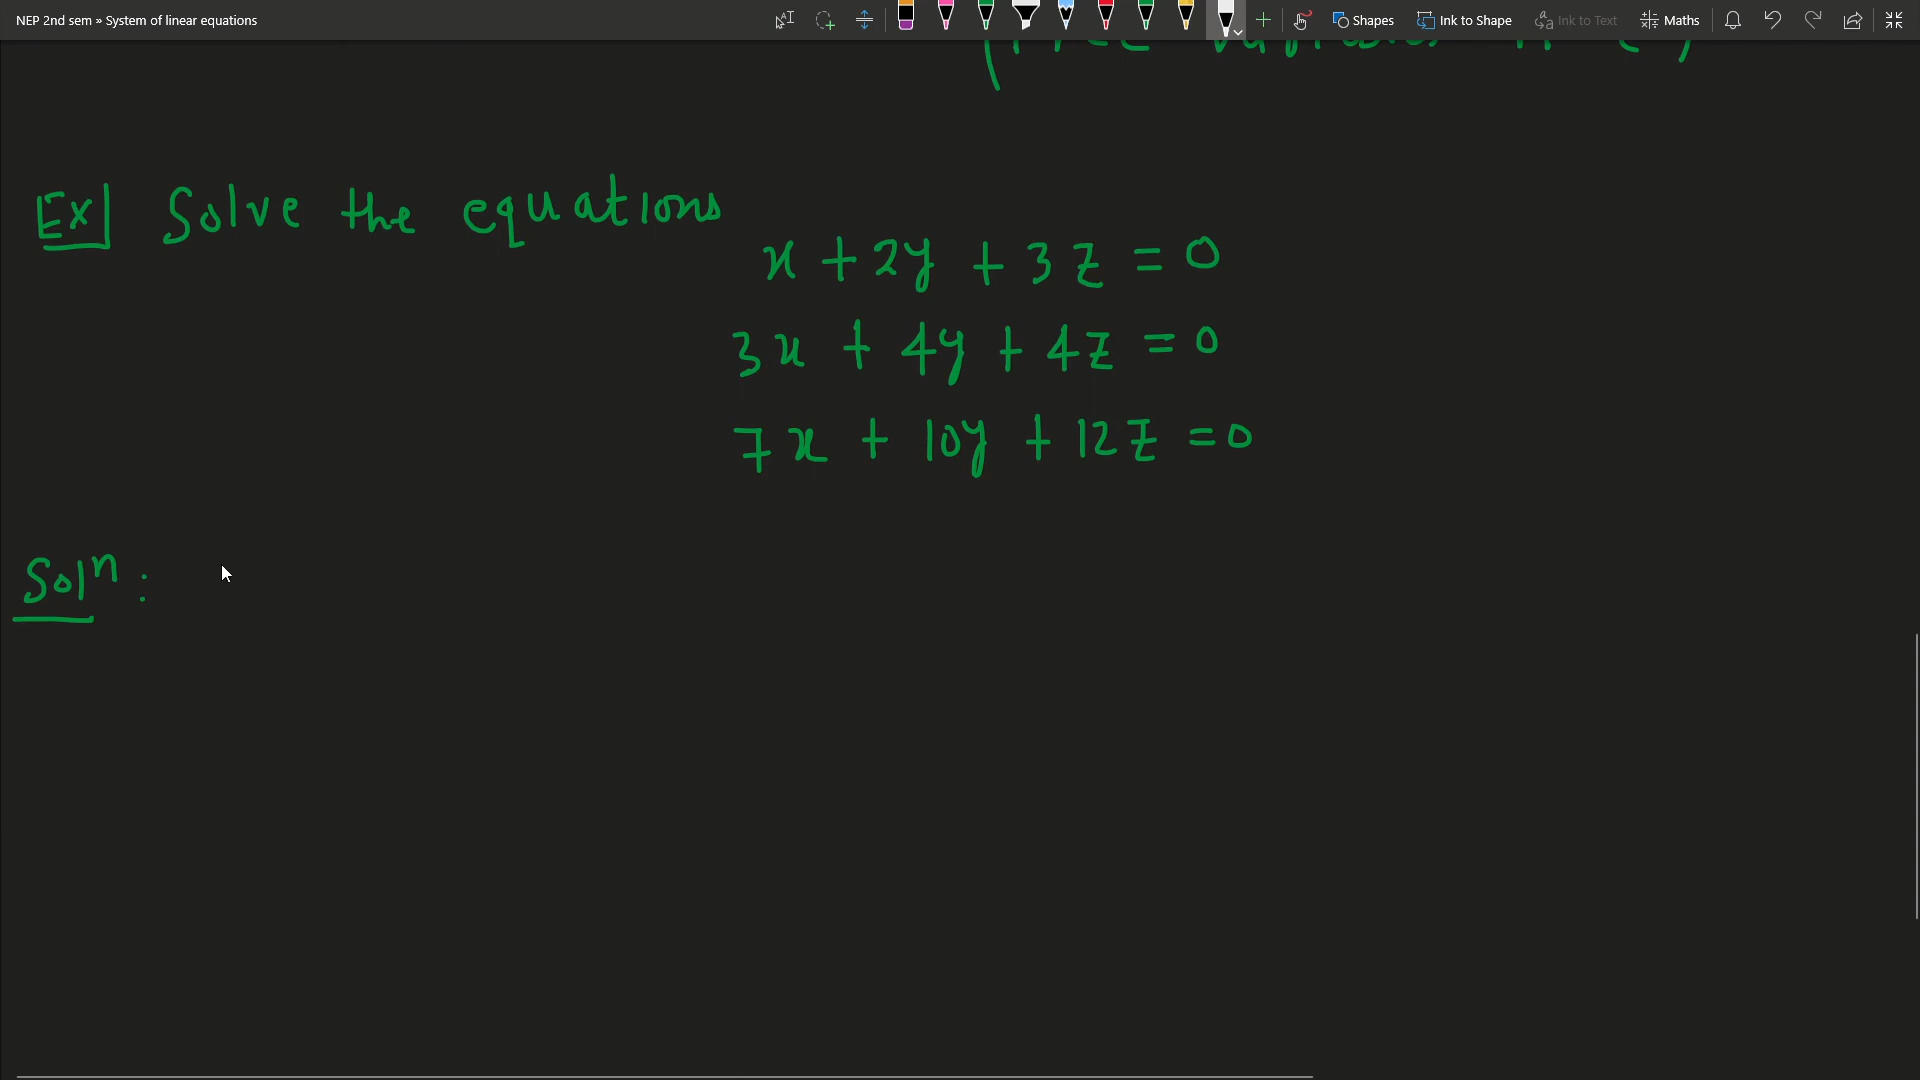 NEP 2nd sem » System of linear equations
Shapes Ink to Shape Ink to Text Maths
Ex] Solve the equations
x + 2y + 3z = 0
3x + 4y + 4z = 0
7x + 10y + 12z = 0
Solⁿ :